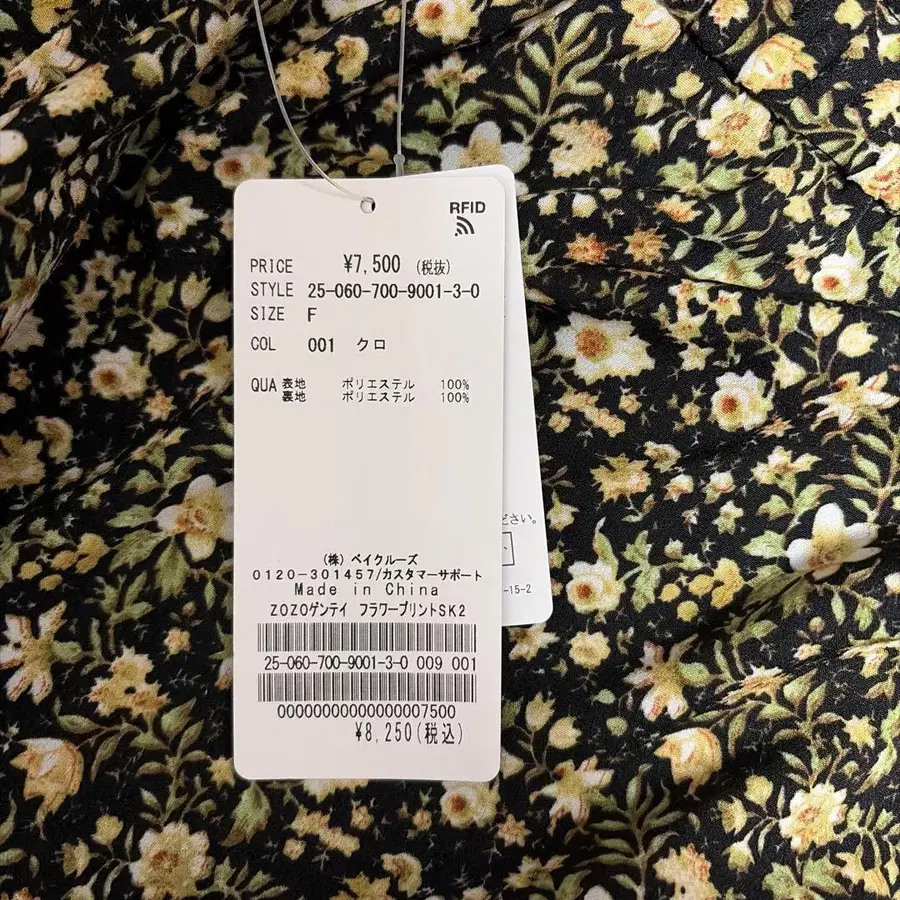 RFID
PRICE ¥7,500 (税抜)
STYLE 25-060-700-9001-3-0
SIZE F
COL 001 クロ
QUA 表地 ポリエステル 100%
裏地 ポリエステル 100%
(株) ベイクルーズ
0120-301457/カスタマーサポート
Made in China
ZOZOゲンテイ フラワープリントSK2
25-060-700-9001-3-0 009 001
00000000000000007500
¥8,250(税込)
ださい。
-15-2